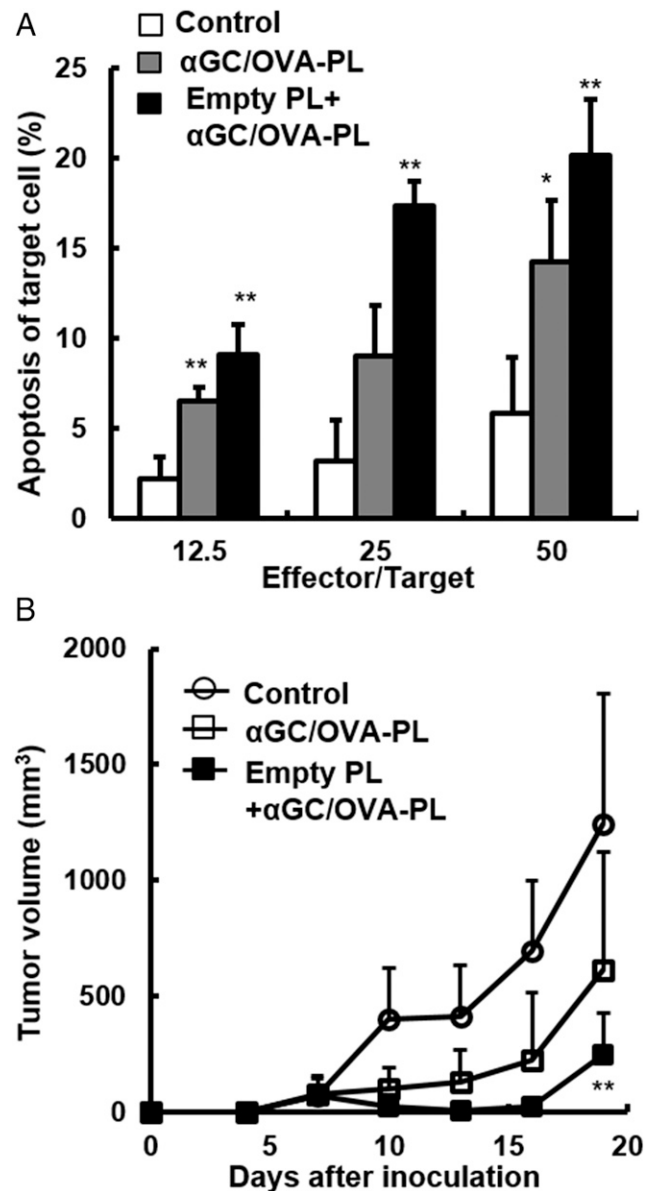 A
Control
αGC/OVA-PL
Empty PL+
αGC/OVA-PL
Apoptosis of target cell (%)
25
20
15
10
5
0
**
**
**
*
**
12.5
25
50
Effector/Target
B
Control
αGC/OVA-PL
Empty PL
+αGC/OVA-PL
Tumor volume (mm³)
2000
1500
1000
500
0
**
0
5
10
15
20
Days after inoculation